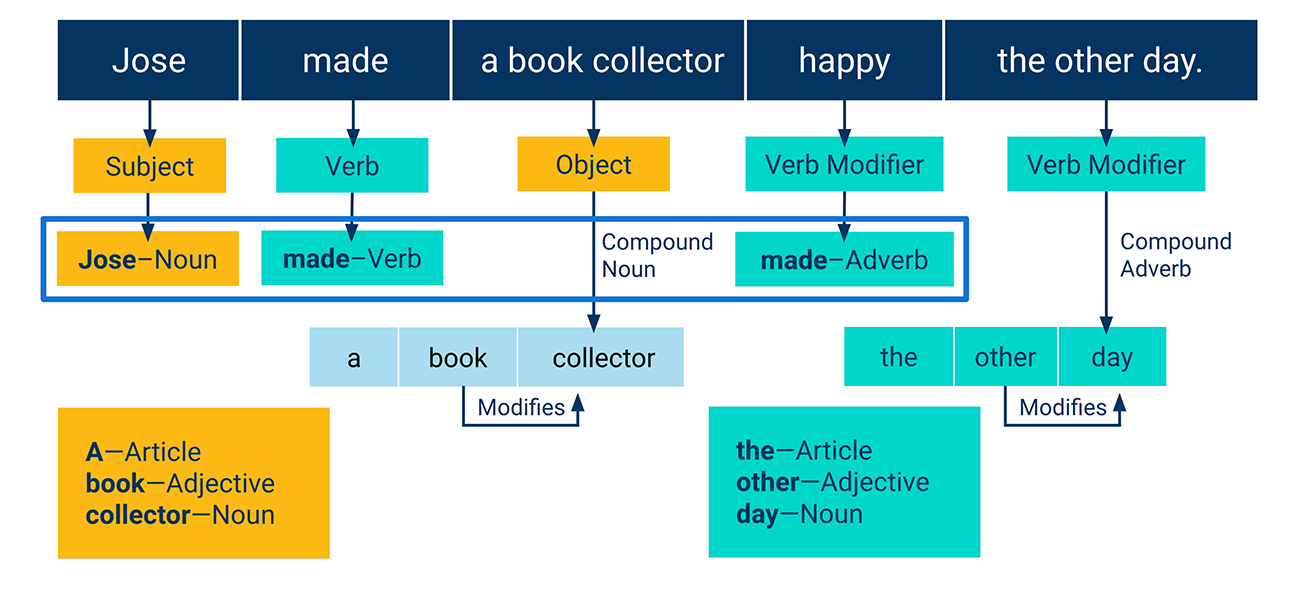 Jose made a book collector happy the other day.
Subject Verb Object Verb Modifier Verb Modifier
Jose–Noun made–Verb made–Adverb
Compound
Noun
Compound
Adverb
a book collector
the other day
Modifies
Modifies
A—Article
book—Adjective
collector—Noun
the—Article
other—Adjective
day—Noun